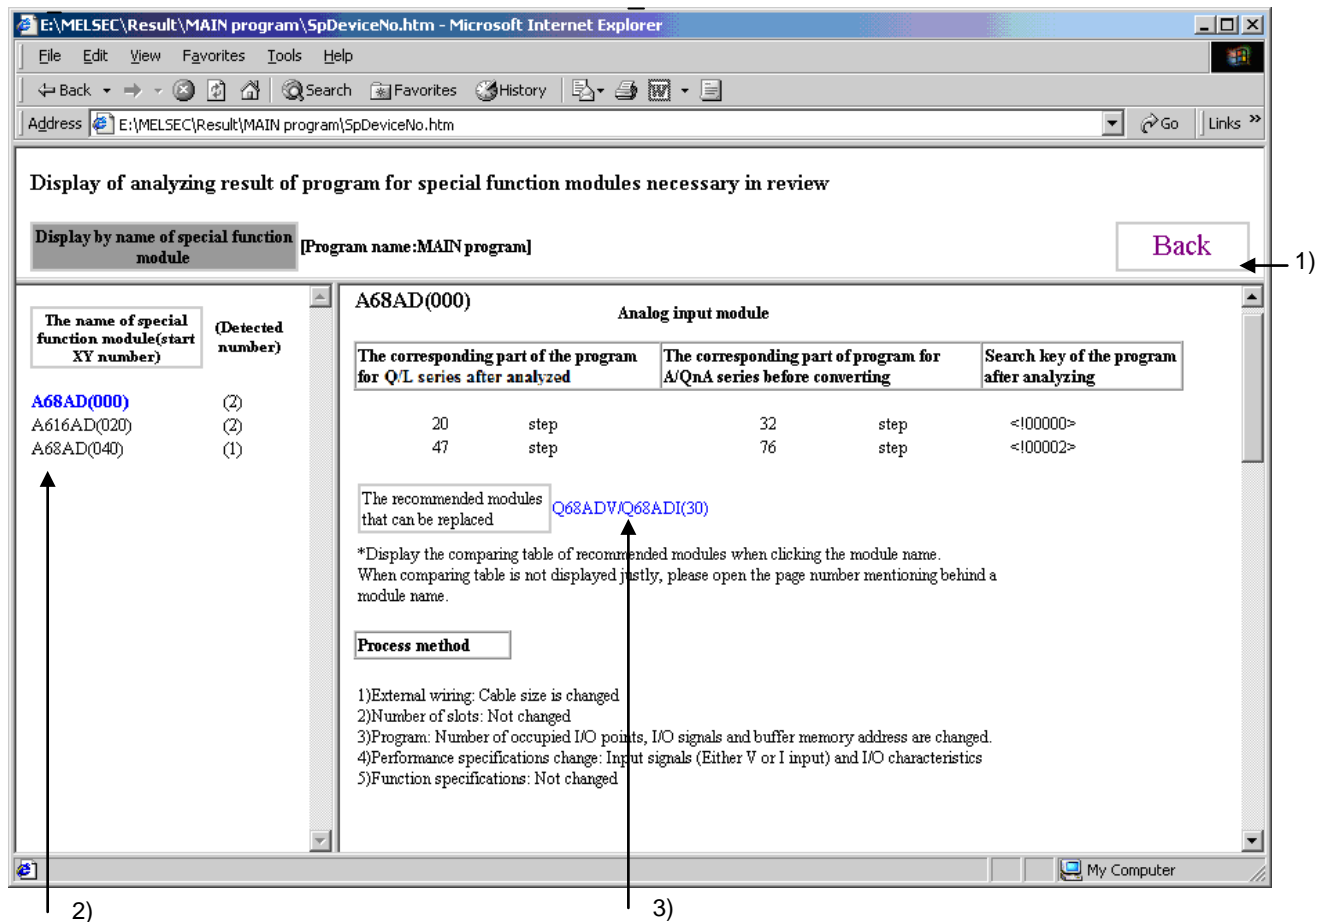 E:\MELSEC\Result\MAIN program\SpDeviceNo.htm - Microsoft Internet Explorer
File Edit View Favorites Tools Help
Back Search Favorites History
Address E:\MELSEC\Result\MAIN program\SpDeviceNo.htm Go Links »
Display of analyzing result of program for special function modules necessary in review
Display by name of special function
module
[Program name:MAIN program]
Back
1)
The name of special
function module(start
XY number)
(Detected
number)
A68AD(000) (2)
A616AD(020) (2)
A68AD(040) (1)
A68AD(000)
Analog input module
The corresponding part of the program
for Q/L series after analyzed
The corresponding part of program for
A/QnA series before converting
Search key of the program
after analyzing
20 step 32 step <!00000>
47 step 76 step <!00002>
The recommended modules
that can be replaced
Q68ADV/Q68ADI(30)
*Display the comparing table of recommended modules when clicking the module name.
When comparing table is not displayed justly, please open the page number mentioning behind a
module name.
Process method
1)External wiring: Cable size is changed
2)Number of slots: Not changed
3)Program: Number of occupied I/O points, I/O signals and buffer memory address are changed.
4)Performance specifications change: Input signals (Either V or I input) and I/O characteristics
5)Function specifications: Not changed
My Computer
2)
3)